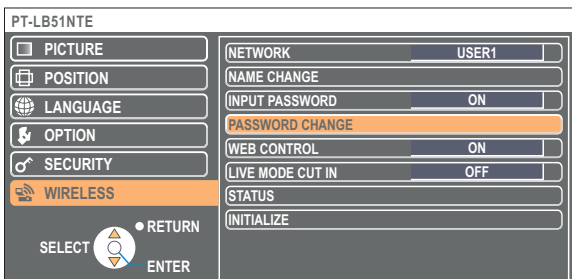 PT-LB51NTE
PICTURE
POSITION
LANGUAGE
OPTION
SECURITY
WIRELESS
RETURN
SELECT
ENTER
NETWORK USER1
NAME CHANGE
INPUT PASSWORD ON
PASSWORD CHANGE
WEB CONTROL ON
LIVE MODE CUT IN OFF
STATUS
INITIALIZE